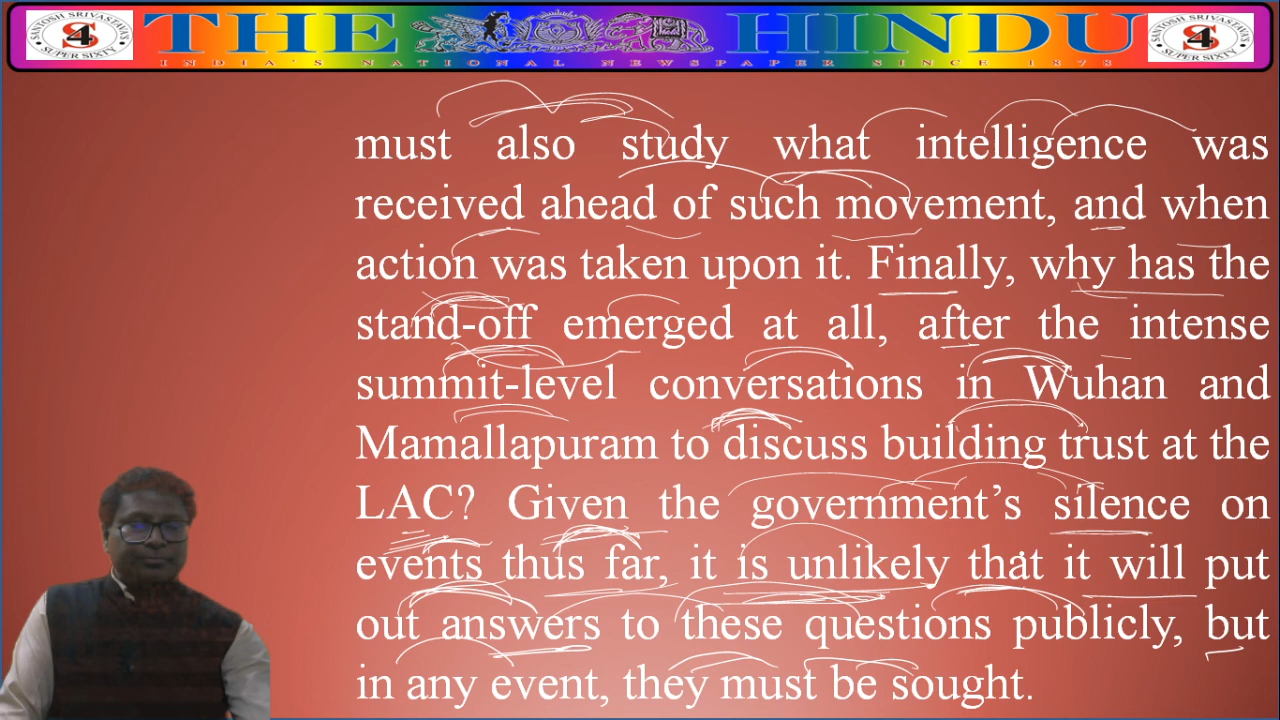 SANTOSH SRIVASTAVA'S
S4
SUPER SIXTY
THE HINDU
INDIA'S NATIONAL NEWSPAPER SINCE 1878
SANTOSH SRIVASTAVA'S
S4
SUPER SIXTY
must also study what intelligence was
received ahead of such movement, and when
action was taken upon it. Finally, why has the
stand-off emerged at all, after the intense
summit-level conversations in Wuhan and
Mamallapuram to discuss building trust at the
LAC? Given the government’s silence on
events thus far, it is unlikely that it will put
out answers to these questions publicly, but
in any event, they must be sought.